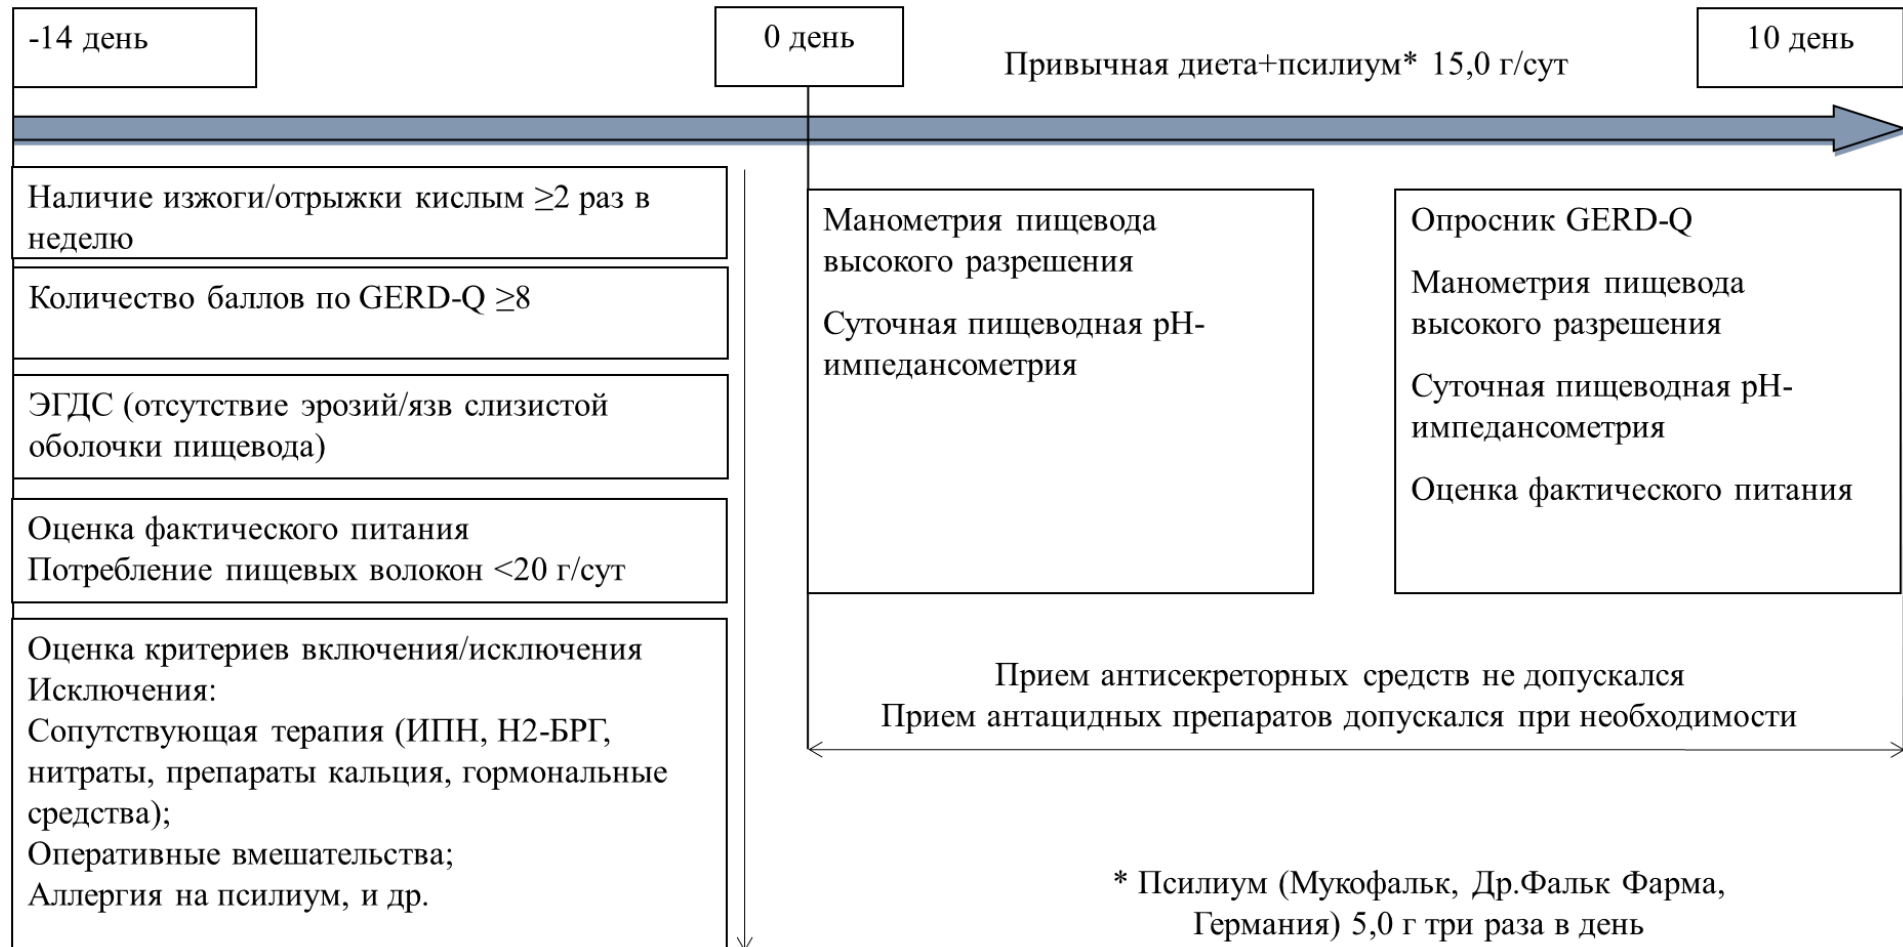 -14 день
0 день
10 день
Привычная диета+псилиум* 15,0 г/сут
Наличие изжоги/отрыжки кислым ≥2 раз в
неделю
Количество баллов по GERD-Q ≥8
ЭГДС (отсутствие эрозий/язв слизистой
оболочки пищевода)
Оценка фактического питания
Потребление пищевых волокон <20 г/сут
Оценка критериев включения/исключения
Исключения:
Сопутствующая терапия (ИПН, Н2-БРГ,
нитраты, препараты кальция, гормональные
средства);
Оперативные вмешательства;
Аллергия на псилиум, и др.
Манометрия пищевода
высокого разрешения
Суточная пищеводная рН-
импедансометрия
Опросник GERD-Q
Манометрия пищевода
высокого разрешения
Суточная пищеводная рН-
импедансометрия
Оценка фактического питания
Прием антисекреторных средств не допускался
Прием антацидных препаратов допускался при необходимости
* Псилиум (Мукофальк, Др.Фальк Фарма,
Германия) 5,0 г три раза в день